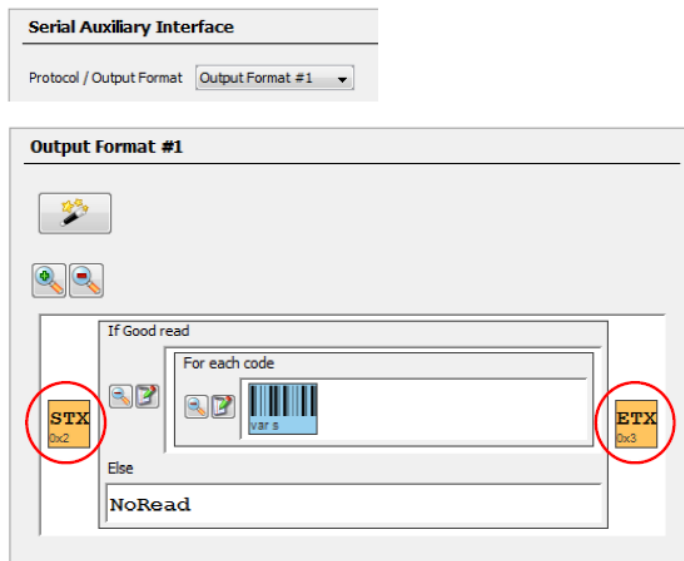 Serial Auxiliary Interface
Protocol / Output Format Output Format #1
Output Format #1
If Good read
For each code
var s
STX
0x2
ETX
0x3
Else
NoRead